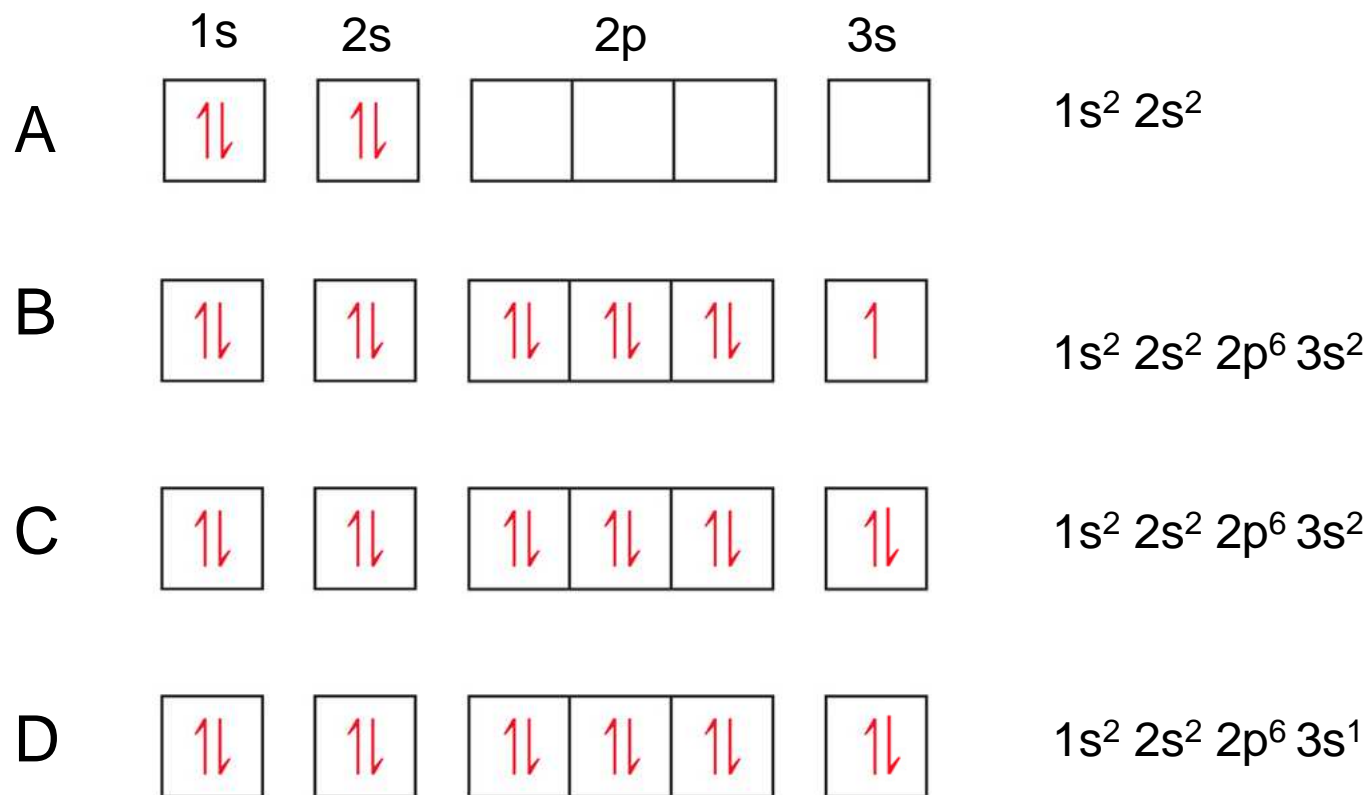 1s 2s 2p 3s
A 1s² 2s²
B 1s² 2s² 2p⁶ 3s²
C 1s² 2s² 2p⁶ 3s²
D 1s² 2s² 2p⁶ 3s¹